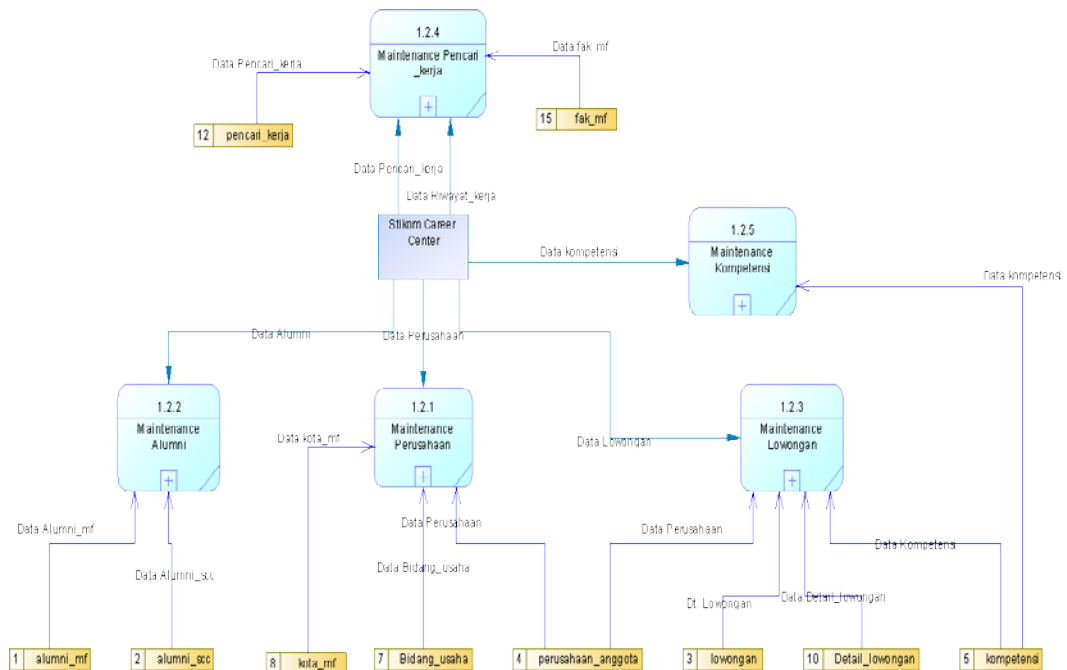 1.2.4
Maintenance Pencari
_kerja
Data Pencari_kerja
Data fak_mf
12 pencari_kerja
15 fak_mf
Data Pencari_kerja
Data Riwayat_kerja
Stikom Career
Center
1.2.5
Maintenance
Kompetensi
Data kompetensi
Data kompetensi
Data Alumni
Data Perusahaan
1.2.2
Maintenance
Alumni
1.2.1
Maintenance
Perusahaan
1.2.3
Maintenance
Lowongan
Data kota_mf
Data Lowongan
Data Alumni_mf
Data Perusahaan
Data Perusahaan
Data Kompetensi
Data Alumni_scc
Data Bidang_usaha
Dt. Lowongan
Data Detail_lowongan
1 alumni_mf
2 alumni_scc
8 kota_mf
7 Bidang_usaha
4 perusahaan_anggota
3 lowongan
10 Detail_lowongan
5 kompetensi